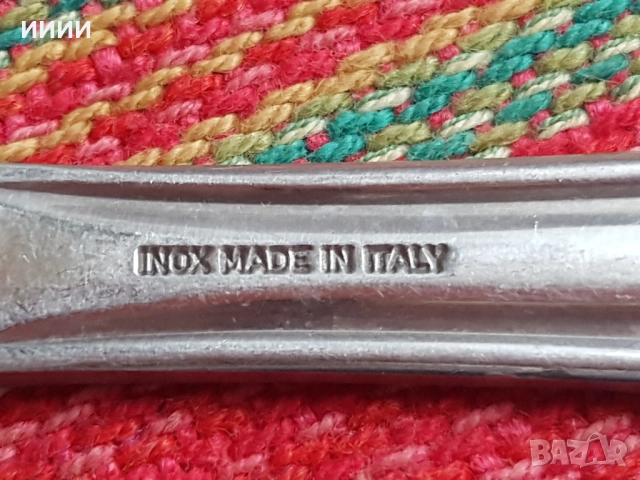 ИИИИ
INOX MADE IN ITALY
BAZAR